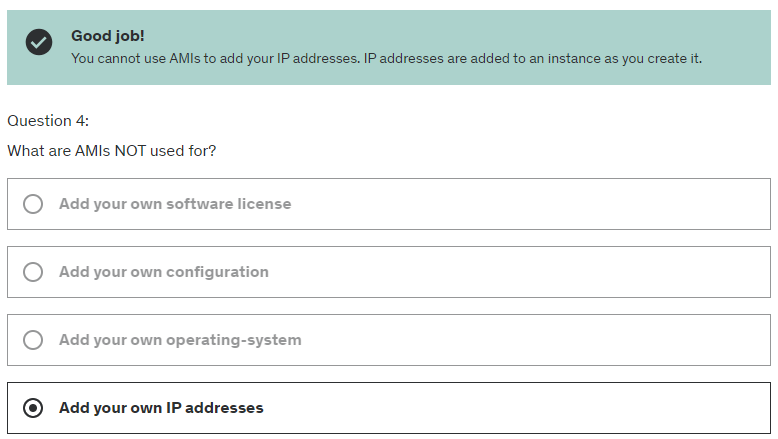 Good job!
You cannot use AMIs to add your IP addresses. IP addresses are added to an instance as you create it.
Question 4:
What are AMIs NOT used for?
Add your own software license
Add your own configuration
Add your own operating-system
Add your own IP addresses